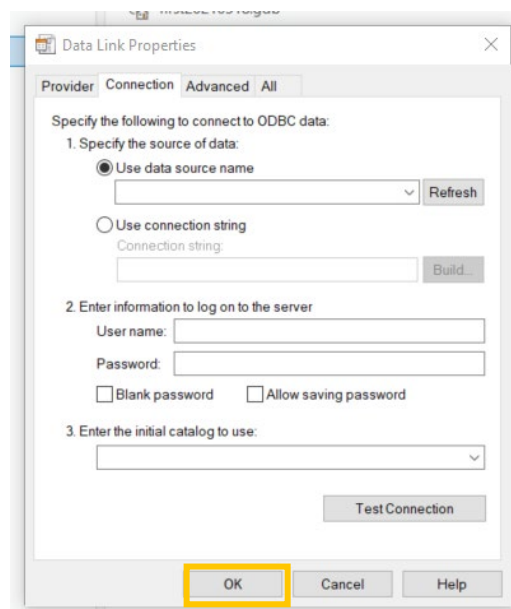 Data Link Properties
Provider Connection Advanced All
Specify the following to connect to ODBC data:
1. Specify the source of data:
Use data source name
Refresh
Use connection string
Connection string:
Build...
2. Enter information to log on to the server
User name:
Password:
Blank password Allow saving password
3. Enter the initial catalog to use:
Test Connection
OK Cancel Help